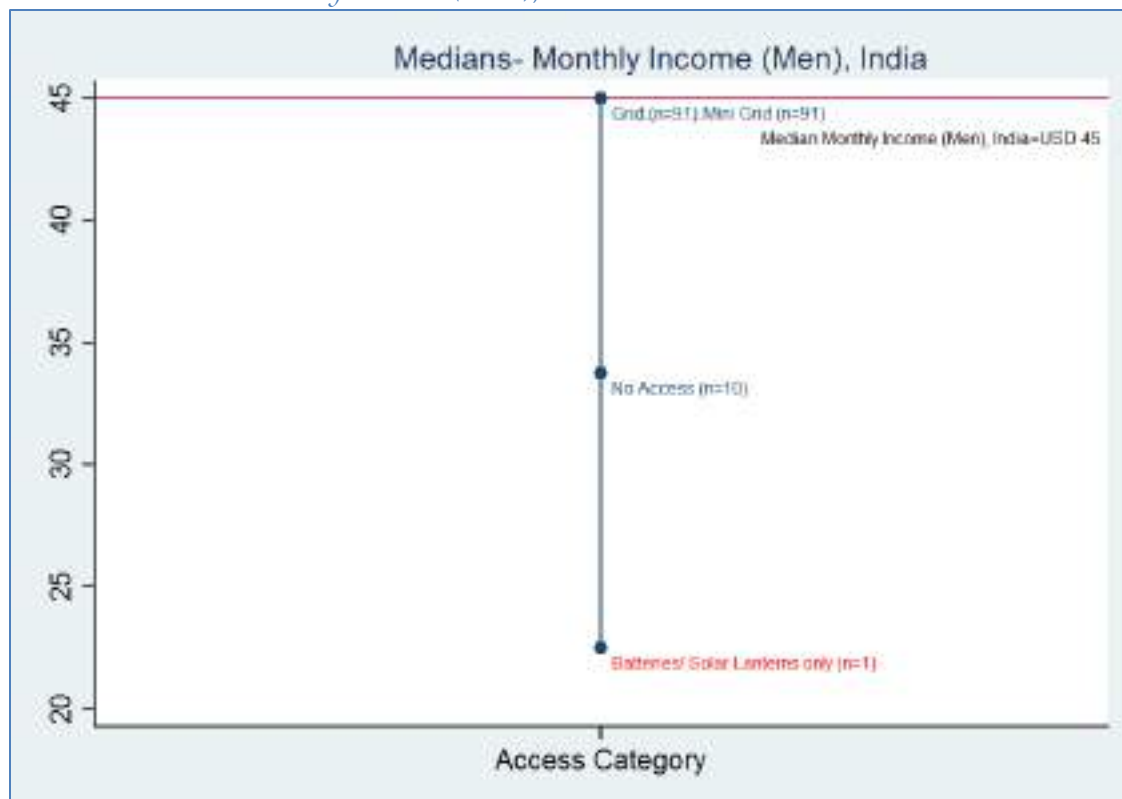 Medians- Monthly Income (Men), India
45
Grid (n=91) Mini Grid (n=91)
Median Monthly Income (Men), India=USD 45
40
35
No Access (n=10)
30
25
Batteries/ Solar Lanterns only (n=1)
20
Access Category